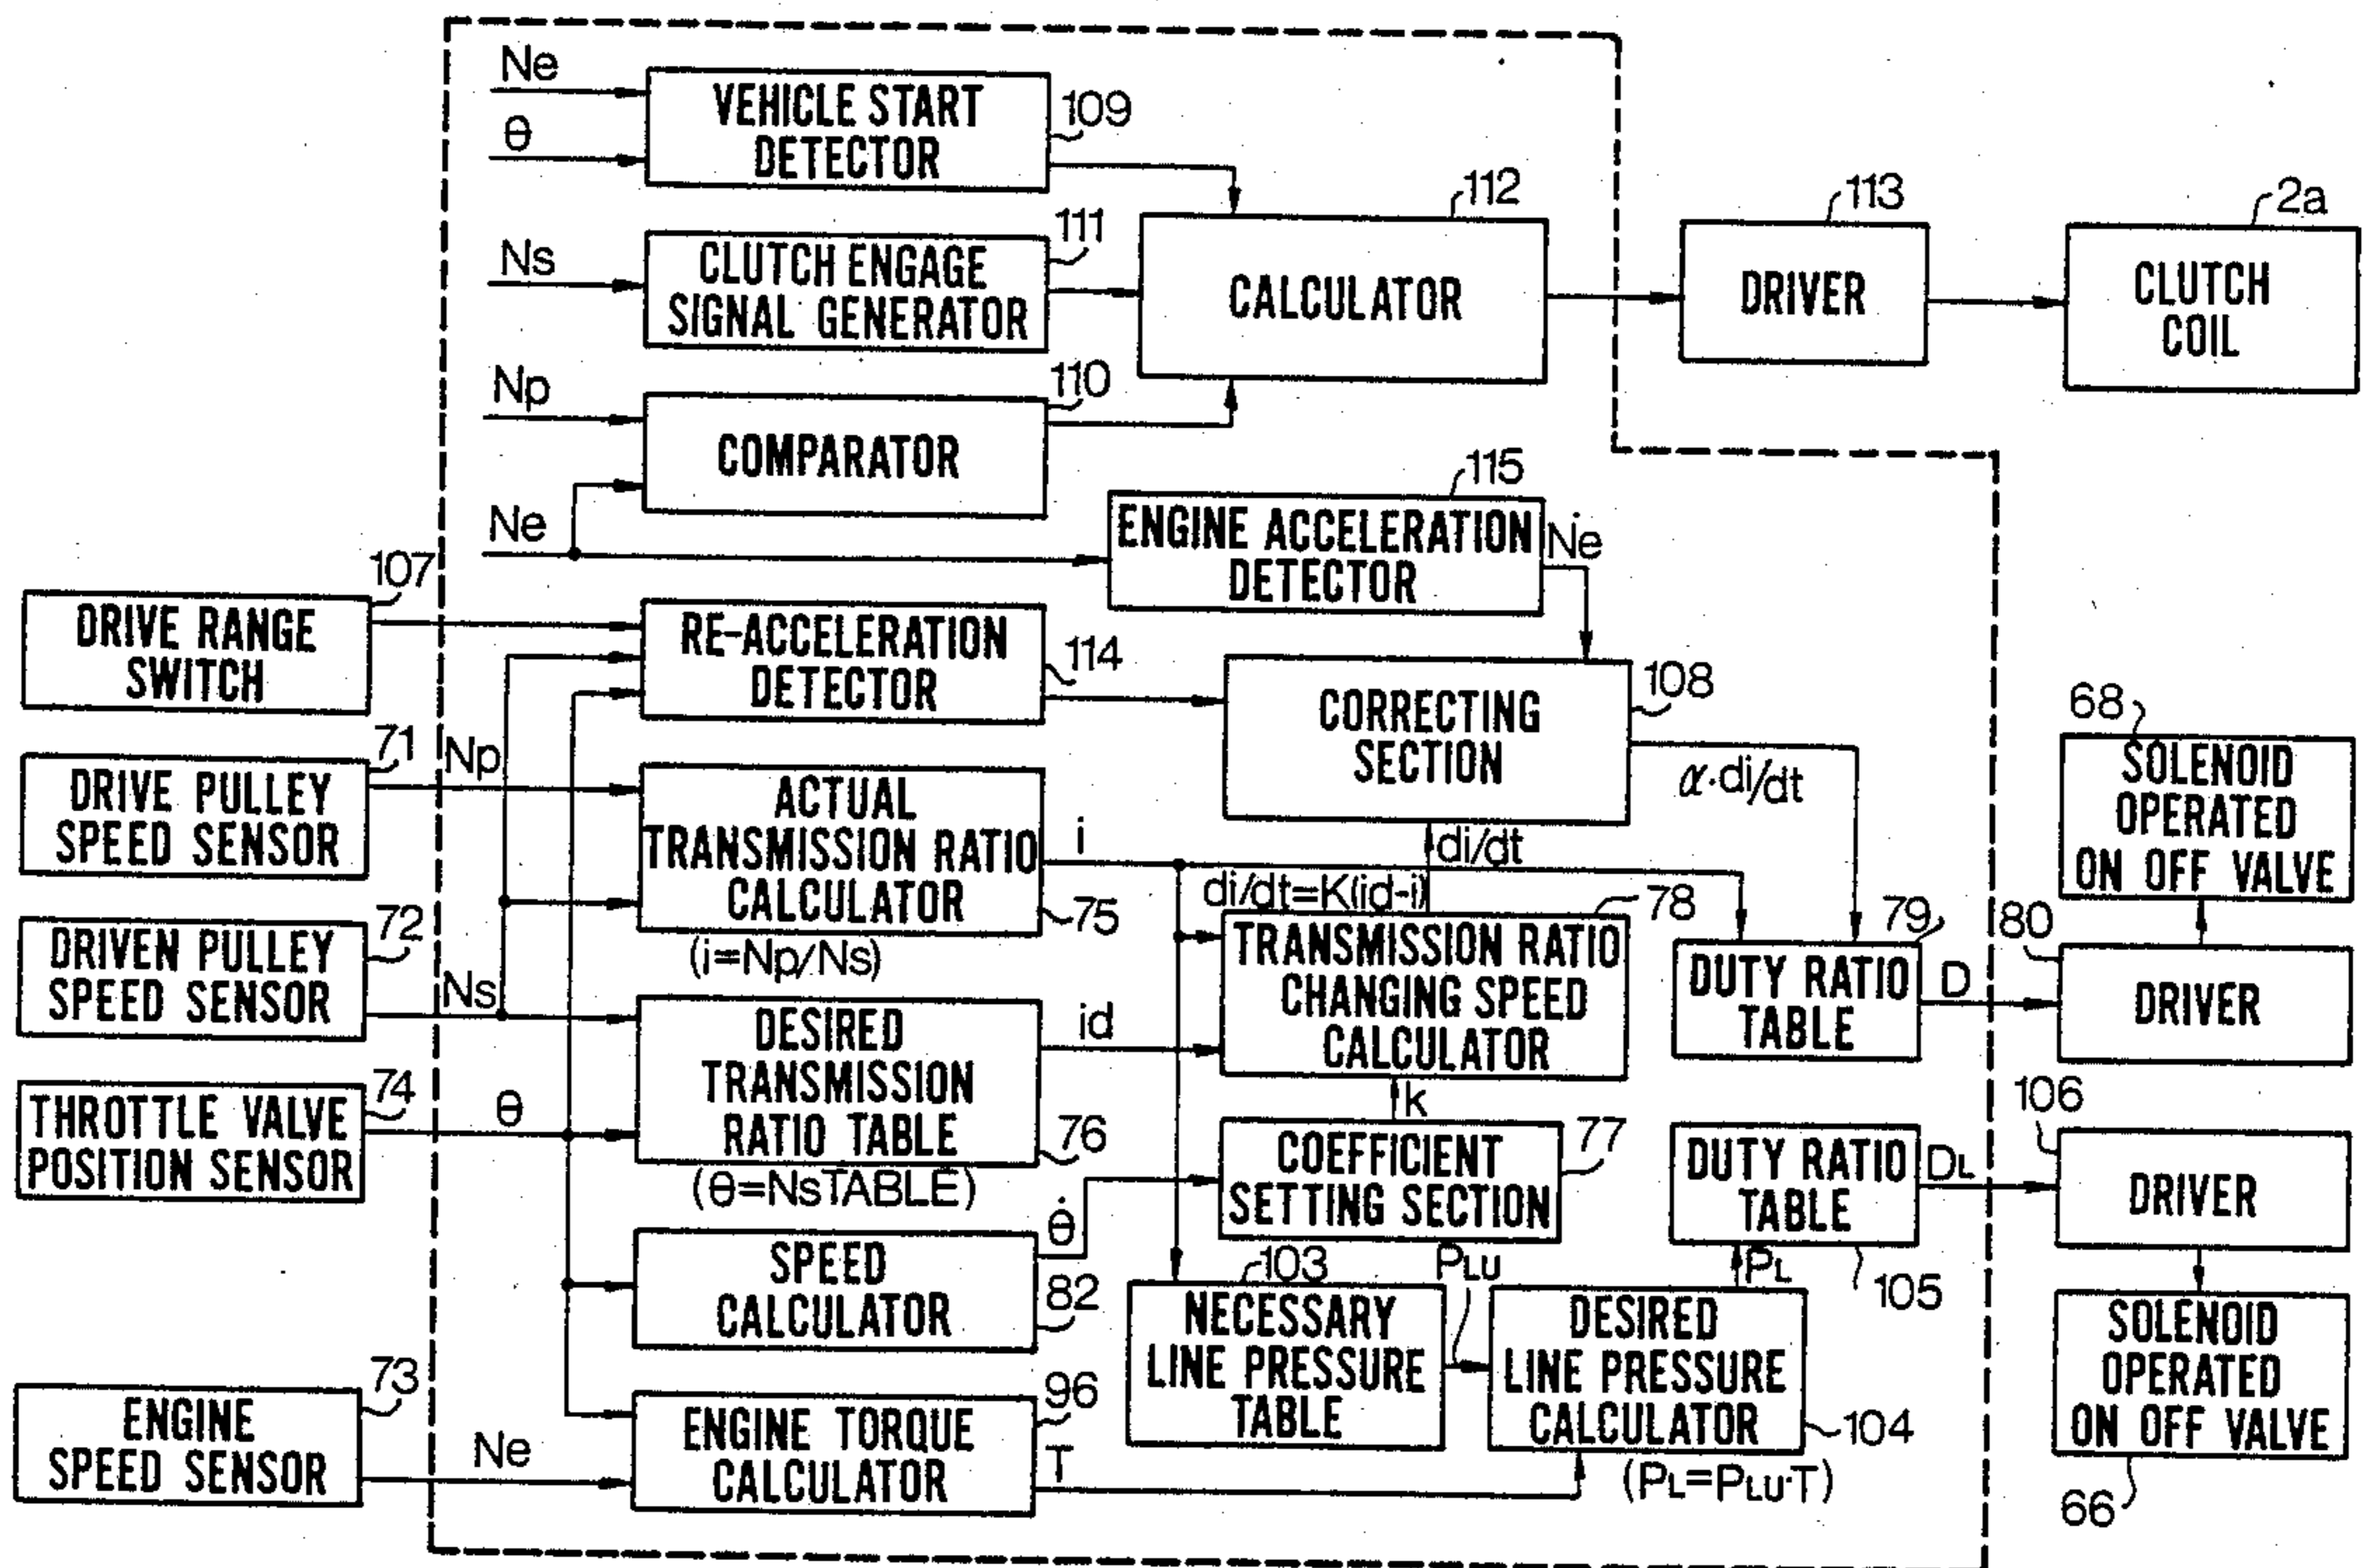 Ne
θ
VEHICLE START
DETECTOR
109
Ns
CLUTCH ENGAGE
SIGNAL GENERATOR
111
Np
COMPARATOR
110
Ne
CALCULATOR
112
DRIVER
113
CLUTCH
COIL
2a
ENGINE ACCELERATION
DETECTOR
115
Ṅe
DRIVE RANGE
SWITCH
107
RE-ACCELERATION
DETECTOR
114
CORRECTING
SECTION
108
α·di/dt
DRIVE PULLEY
SPEED SENSOR
71
Np
ACTUAL
TRANSMISSION RATIO
CALCULATOR
75
(i=Np/Ns)
i
di/dt
di/dt=K(id-i)
68
SOLENOID
OPERATED
ON OFF VALVE
DRIVEN PULLEY
SPEED SENSOR
72
Ns
DESIRED
TRANSMISSION
RATIO TABLE
76
(θ=NsTABLE)
id
TRANSMISSION RATIO
CHANGING SPEED
CALCULATOR
78
DUTY RATIO
TABLE
79
D
80
DRIVER
THROTTLE VALVE
POSITION SENSOR
74
θ
k
COEFFICIENT
SETTING SECTION
77
DUTY RATIO
TABLE
105
DL
106
DRIVER
SPEED
CALCULATOR
82
θ̇
103
NECESSARY
LINE PRESSURE
TABLE
PLU
DESIRED
LINE PRESSURE
CALCULATOR
104
(PL=PLU·T)
PL
SOLENOID
OPERATED
ON OFF VALVE
66
ENGINE
SPEED SENSOR
73
Ne
ENGINE TORQUE
CALCULATOR
96
T